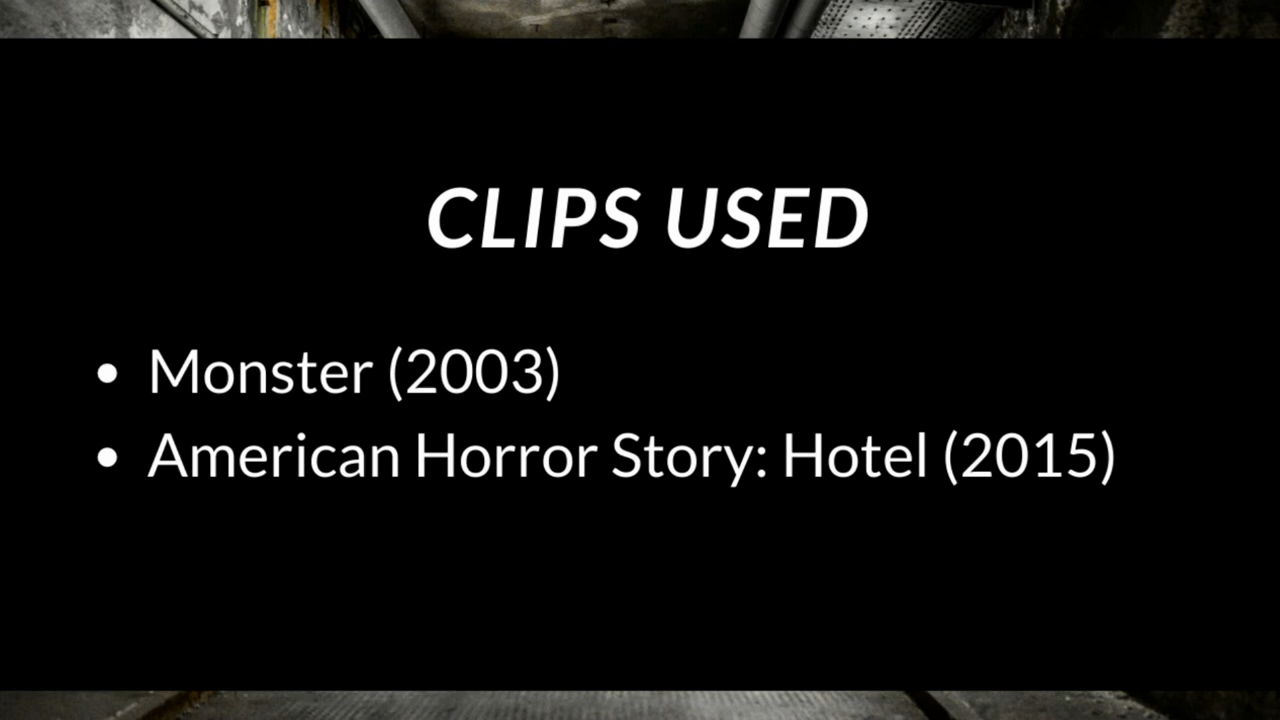 CLIPS USED
• Monster (2003)
• American Horror Story: Hotel (2015)